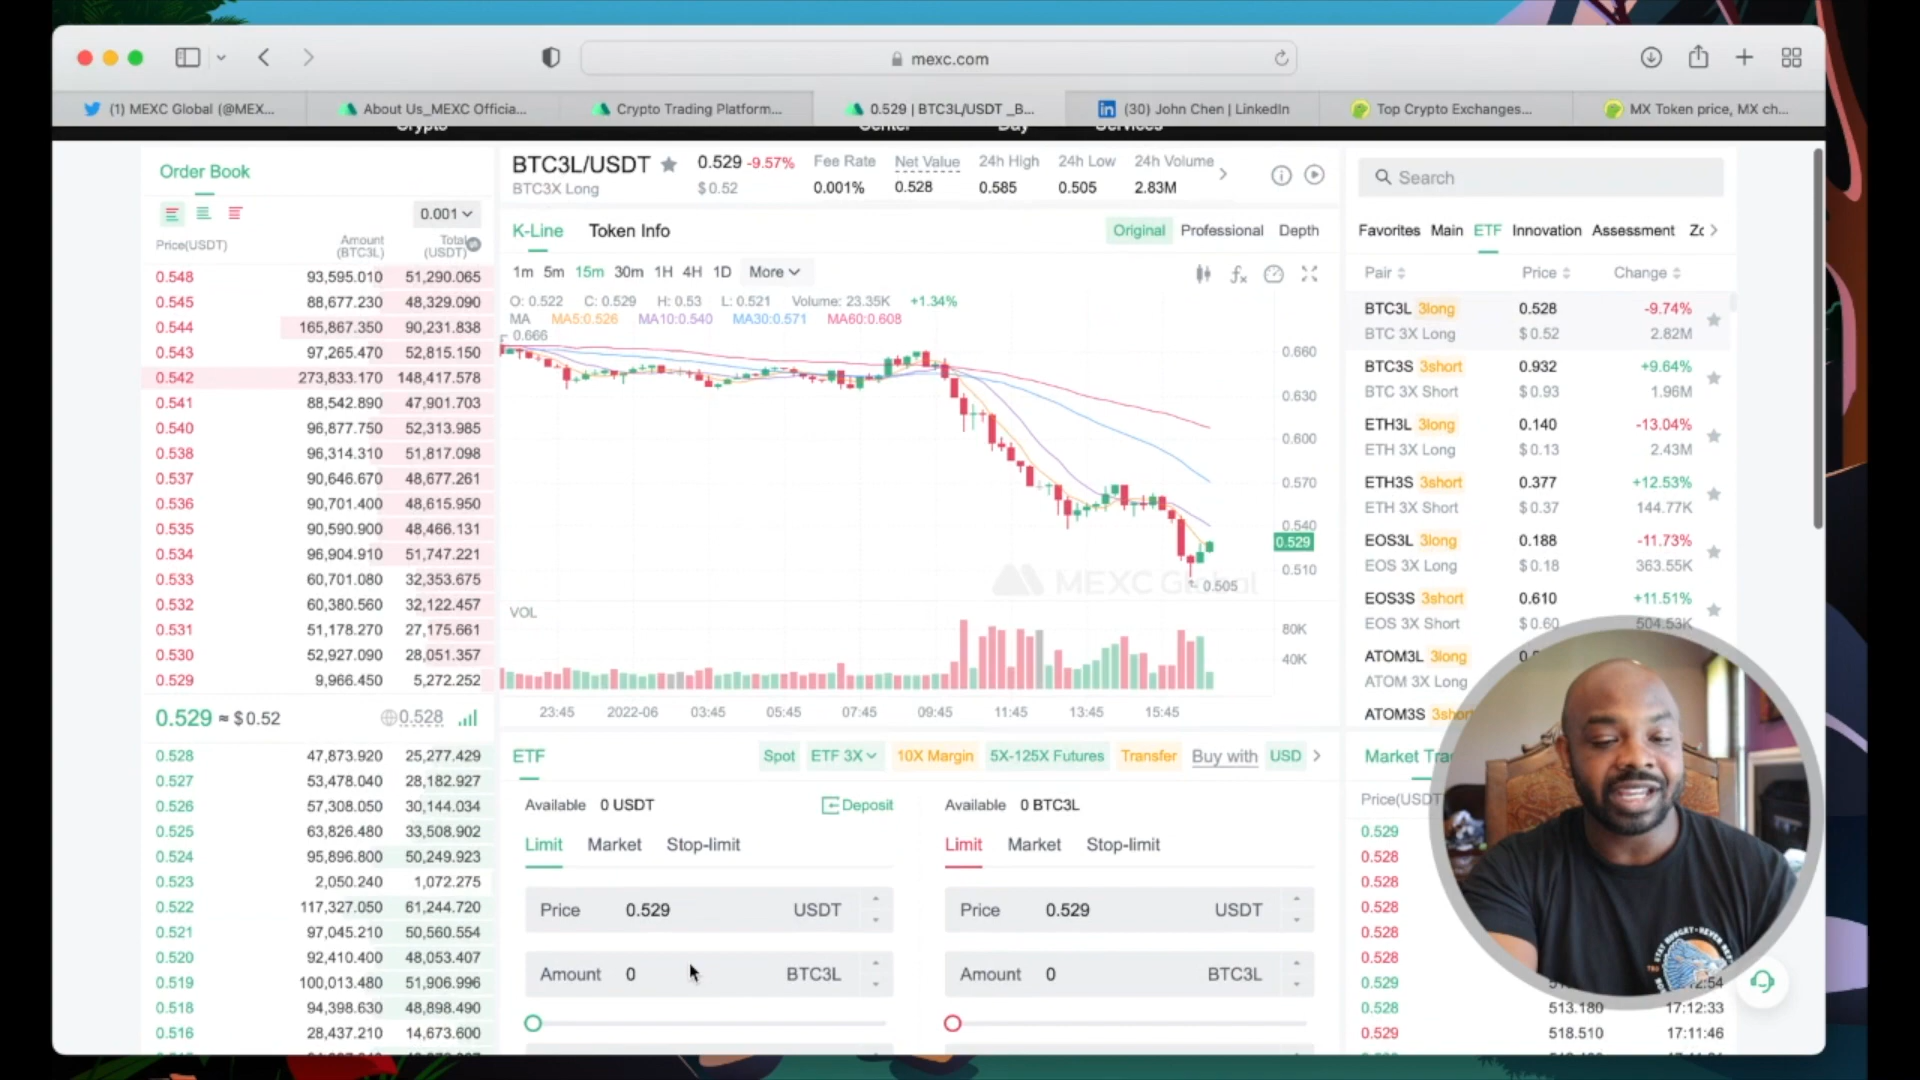 mexc.com
(1) MEXC Global (@MEX...
About Us_MEXC Officia...
Crypto Trading Platform...
0.529 | BTC3L/USDT _B...
(30) John Chen | LinkedIn
Top Crypto Exchanges...
MX Token price, MX ch...
Crypto
Center
Day
Services
Order Book
0.001
Price(USDT) Amount (BTC3L) Total (USDT)
0.548 93,595.010 51,290.065
0.545 88,677.230 48,329.090
0.544 165,867.350 90,231.838
0.543 97,265.470 52,815.150
0.542 273,833.170 148,417.578
0.541 88,542.890 47,901.703
0.540 96,877.750 52,313.985
0.538 96,314.310 51,817.098
0.537 90,646.670 48,677.261
0.536 90,701.400 48,615.950
0.535 90,590.900 48,466.131
0.534 96,904.910 51,747.221
0.533 60,701.080 32,353.675
0.532 60,380.560 32,122.457
0.531 51,178.270 27,175.661
0.530 52,927.090 28,051.357
0.529 9,966.450 5,272.252
0.529 ≈ $0.52 0.528
0.528 47,873.920 25,277.429
0.527 53,478.040 28,182.927
0.526 57,308.050 30,144.034
0.525 63,826.480 33,508.902
0.524 95,896.800 50,249.923
0.523 2,050.240 1,072.275
0.522 117,327.050 61,244.720
0.521 97,045.210 50,560.554
0.520 92,410.400 48,053.407
0.519 100,013.480 51,906.996
0.518 94,398.630 48,898.490
0.516 28,437.210 14,673.600
BTC3L/USDT 0.529 -9.57% Fee Rate Net Value 24h High 24h Low 24h Volume
BTC3X Long $ 0.52 0.001% 0.528 0.585 0.505 2.83M
K-Line Token Info Original Professional Depth
1m 5m 15m 30m 1H 4H 1D More
O: 0.522 C: 0.529 H: 0.53 L: 0.521 Volume: 23.35K +1.34%
MA MA5:0.526 MA10:0.540 MA30:0.571 MA60:0.608
0.666
0.660
0.630
0.600
0.570
0.540
0.529
0.510
0.505
MEXC Global
VOL
80K
40K
23:45 2022-06 03:45 05:45 07:45 09:45 11:45 13:45 15:45
ETF Spot ETF 3X 10X Margin 5X-125X Futures Transfer Buy with USD
Available 0 USDT Deposit
Limit Market Stop-limit
Price 0.529 USDT
Amount 0 BTC3L
Available 0 BTC3L
Limit Market Stop-limit
Price 0.529 USDT
Amount 0 BTC3L
Search
Favorites Main ETF Innovation Assessment Zo
Pair Price Change
BTC3L 3long 0.528 -9.74%
BTC 3X Long $ 0.52 2.82M
BTC3S 3short 0.932 +9.64%
BTC 3X Short $ 0.93 1.96M
ETH3L 3long 0.140 -13.04%
ETH 3X Long $ 0.13 2.43M
ETH3S 3short 0.377 +12.53%
ETH 3X Short $ 0.37 144.77K
EOS3L 3long 0.188 -11.73%
EOS 3X Long $ 0.18 363.55K
EOS3S 3short 0.610 +11.51%
EOS 3X Short $ 0.60 504.53K
ATOM3L 3long
ATOM 3X Long
ATOM3S 3short
Market Tra
Price(USDT
0.529
0.528
0.528
0.528
0.528
0.528
0.529
0.528 513.180 17:12:33
0.529 518.510 17:11:46
STAY HUNGRY